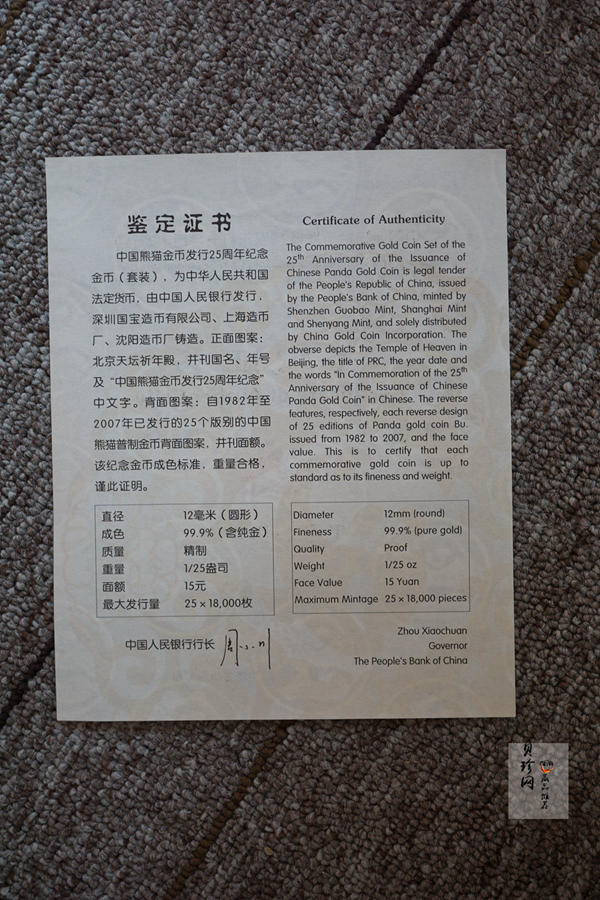 鉴定证书
中国熊猫金币发行25周年纪念
金币（套装），为中华人民共和国
法定货币，由中国人民银行发行，
深圳国宝造币有限公司、上海造币
厂、沈阳造币厂铸造。正面图案：
北京天坛祈年殿，并刊国名、年号
及“中国熊猫金币发行25周年纪念”
中文字。背面图案：自1982年至
2007年已发行的25个版别的中国
熊猫普制金币背面图案，并刊面额。
该纪念金币成色标准，重量合格，
谨此证明。
直径 12毫米（圆形）
成色 99.9%（含纯金）
质量 精制
重量 1/25盎司
面额 15元
最大发行量 25×18,000枚
中国人民银行行长 周小川
Certificate of Authenticity
The Commemorative Gold Coin Set of the
25th Anniversary of the Issuance of
Chinese Panda Gold Coin is legal tender
of the People's Republic of China, issued
by the People's Bank of China, minted by
Shenzhen Guobao Mint, Shanghai Mint
and Shenyang Mint, and solely distributed
by China Gold Coin Incorporation. The
obverse depicts the Temple of Heaven in
Beijing, the title of PRC, the year date and
the words "In Commemoration of the 25th
Anniversary of the Issuance of Chinese
Panda Gold Coin" in Chinese. The reverse
features, respectively, each reverse design
of 25 editions of Panda gold coin Bu.
issued from 1982 to 2007, and the face
value. This is to certify that each
commemorative gold coin is up to
standard as to its fineness and weight.
Diameter 12mm (round)
Fineness 99.9% (pure gold)
Quality Proof
Weight 1/25 oz
Face Value 15 Yuan
Maximum Mintage 25×18,000 pieces
Zhou Xiaochuan
Governor
The People's Bank of China
贝珍网